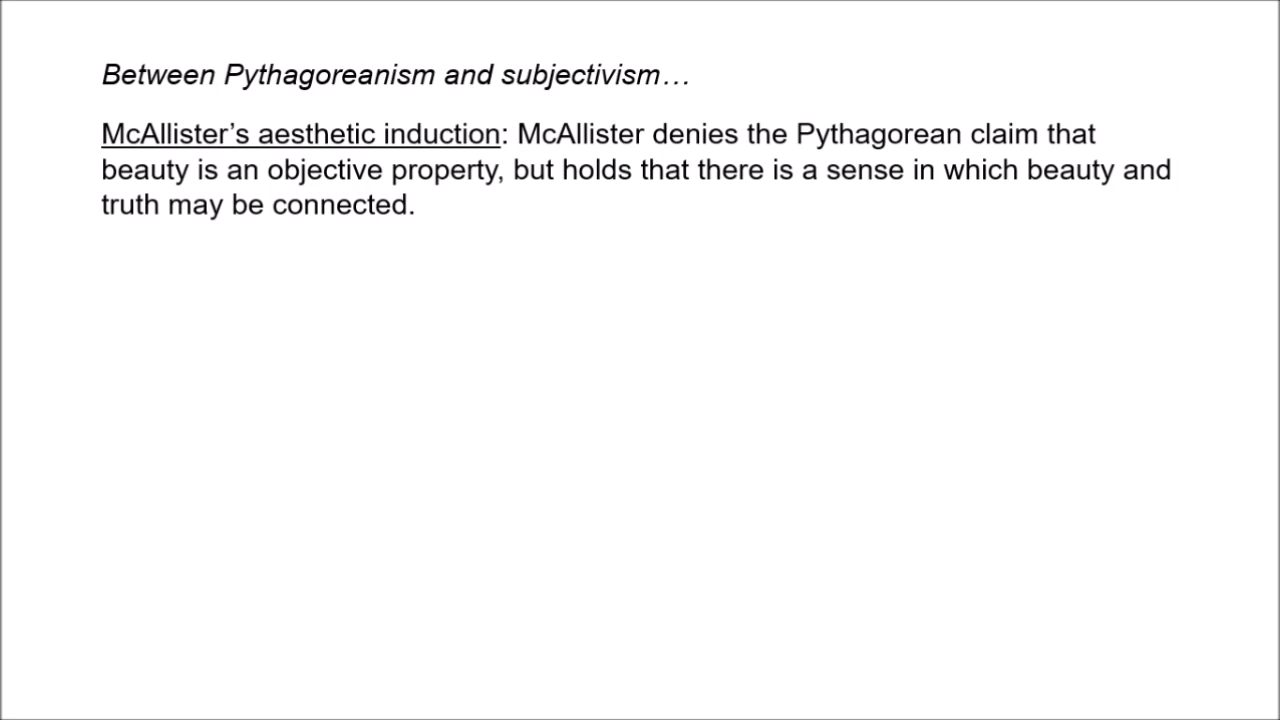 Between Pythagoreanism and subjectivism…
McAllister’s aesthetic induction: McAllister denies the Pythagorean claim that
beauty is an objective property, but holds that there is a sense in which beauty and
truth may be connected.